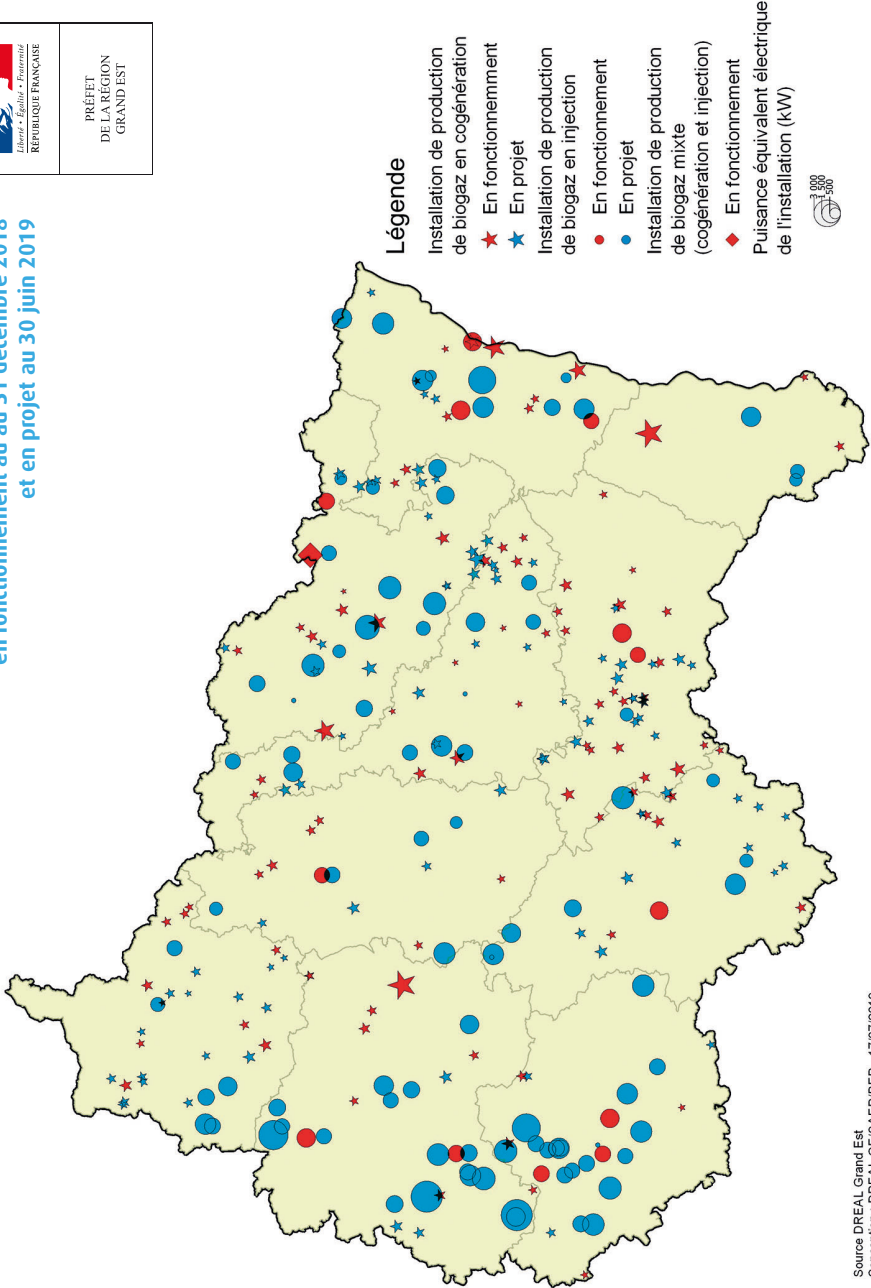 Liberté • Égalité • Fraternité
RÉPUBLIQUE FRANÇAISE
PRÉFET
DE LA RÉGION
GRAND EST
en fonctionnement au au 31 décembre 2018
et en projet au 30 juin 2019
Légende
Installation de production
de biogaz en cogénération
En fonctionnemment
En projet
Installation de production
de biogaz en injection
En fonctionnement
En projet
Installation de production
de biogaz mixte
(cogénération et injection)
En fonctionnement
Puisance équivalent électrique
de l'installation (kW)
3 000
1 500
500
Source DREAL Grand Est